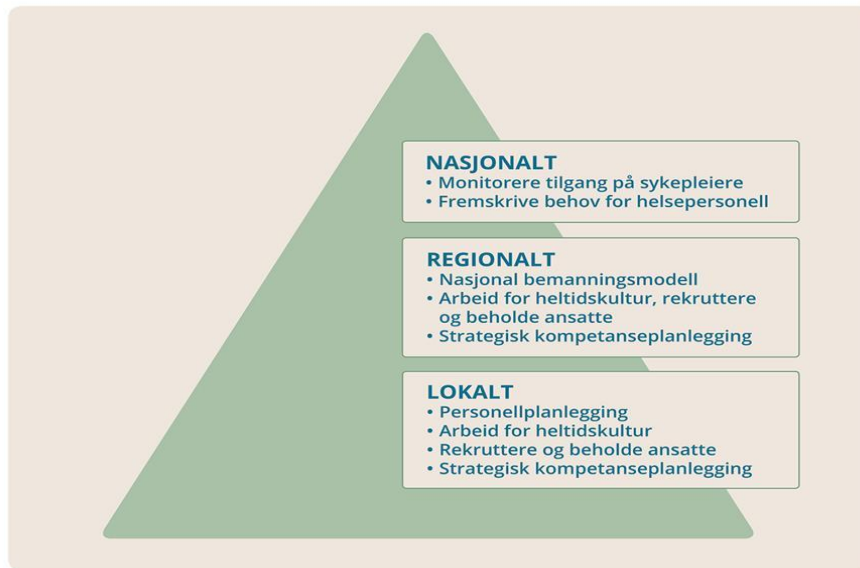 NASJONALT
• Monitorere tilgang på sykepleiere
• Fremskrive behov for helsepersonell
REGIONALT
• Nasjonal bemanningsmodell
• Arbeid for heltidskultur, rekruttere
og beholde ansatte
• Strategisk kompetanseplanlegging
LOKALT
• Personellplanlegging
• Arbeid for heltidskultur
• Rekruttere og beholde ansatte
• Strategisk kompetanseplanlegging